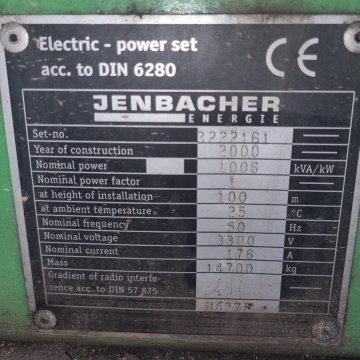 Electric - power set
acc. to DIN 6280
CE
JENBACHER
ENERGIE
Set-no. 3222161
Year of construction 2000
Nominal power 1006 kVA/kW
Nominal power factor 1
at height of installation 100 m
at ambient temperature 25 °C
Nominal frequency 50 Hz
Nominal voltage 3300 V
Nominal current 176 A
Mass 14700 kg
Gradient of radio interfe-
rence acc. to DIN 57 875